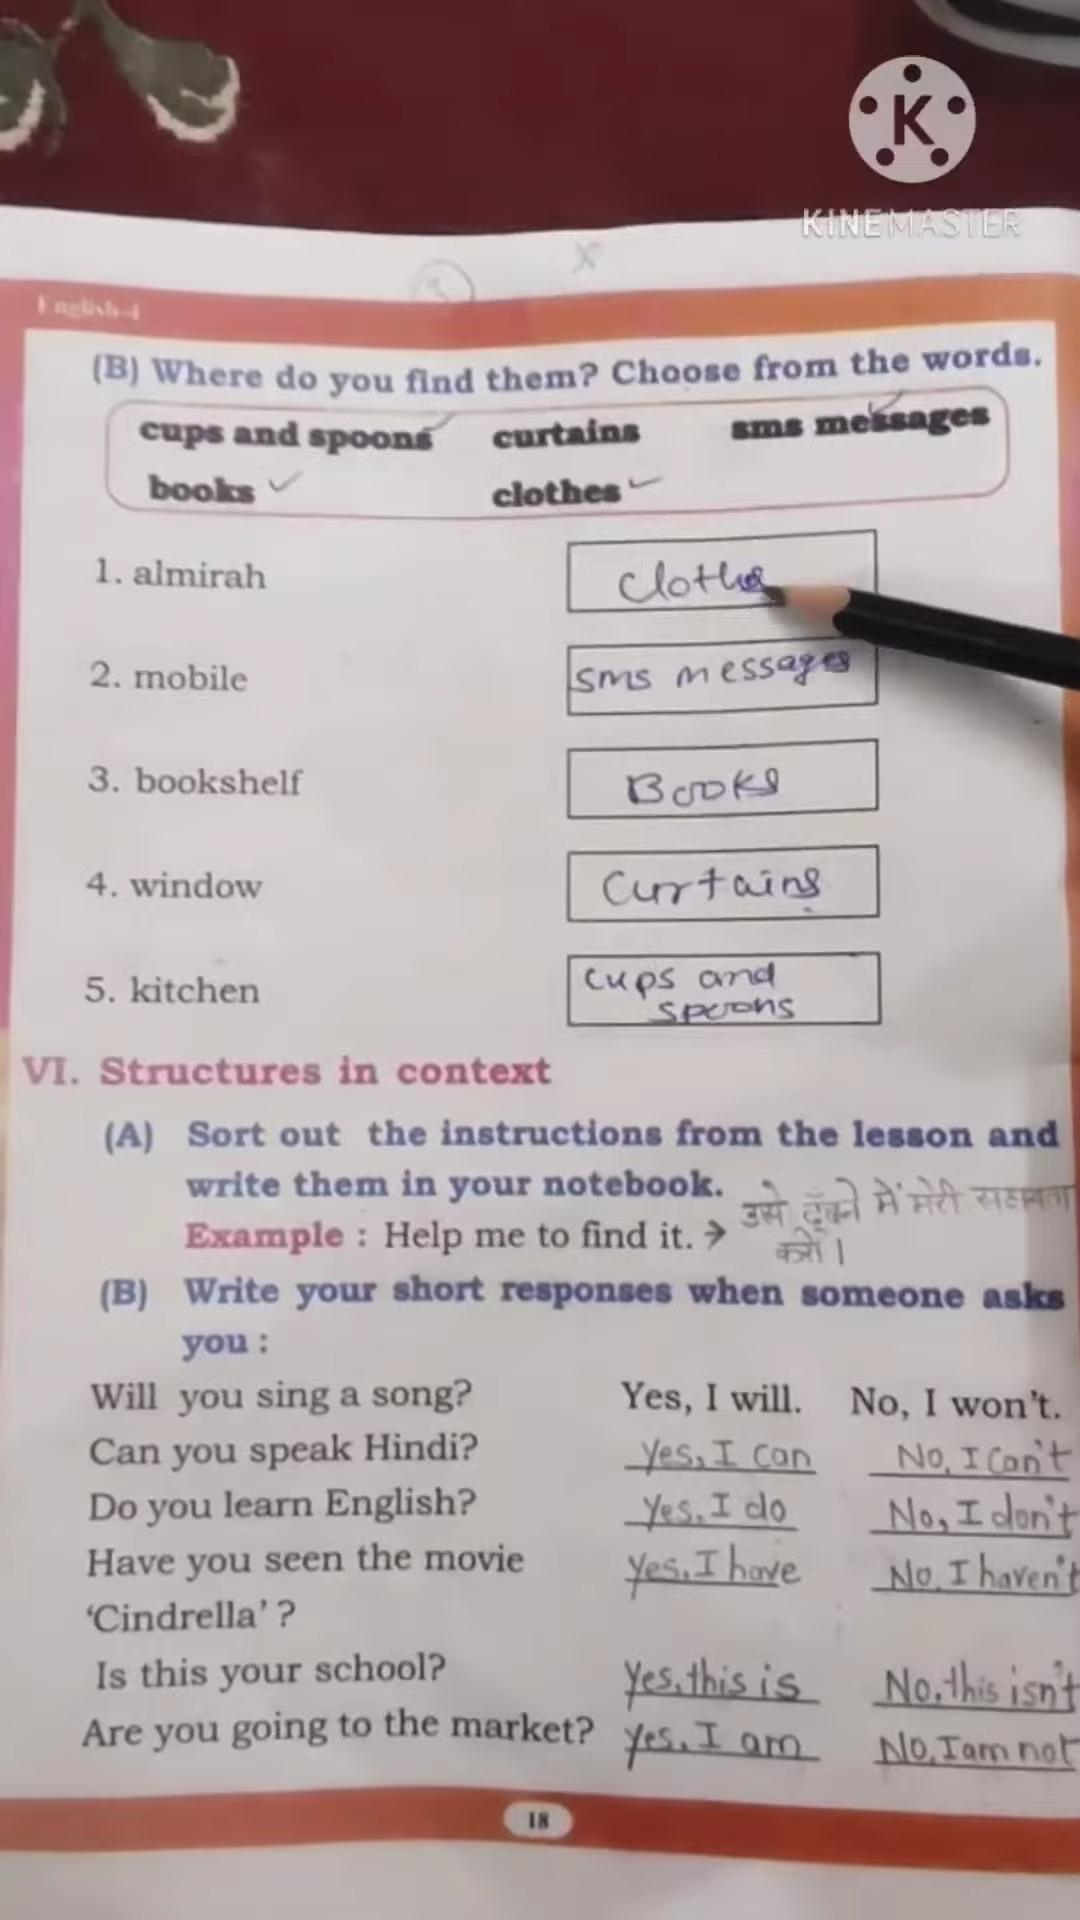 K
KINEMASTER
English-4
(B) Where do you find them? Choose from the words.
cups and spoons curtains sms messages
books clothes
1. almirah
2. mobile sms messages
3. bookshelf Books
4. window Curtains
5. kitchen cups and
spoons
VI. Structures in context
(A) Sort out the instructions from the lesson and
write them in your notebook.
Example : Help me to find it. → उसे ढूँढने में मेरी सहायता
करो।
(B) Write your short responses when someone asks
you :
Will you sing a song? Yes, I will. No, I won't.
Can you speak Hindi? Yes, I can No, I can't
Do you learn English? Yes, I do No, I don't
Have you seen the movie Yes, I have No, I haven't
'Cindrella' ?
Is this your school? Yes, this is No, this isn't
Are you going to the market? Yes, I am No, I am not
18